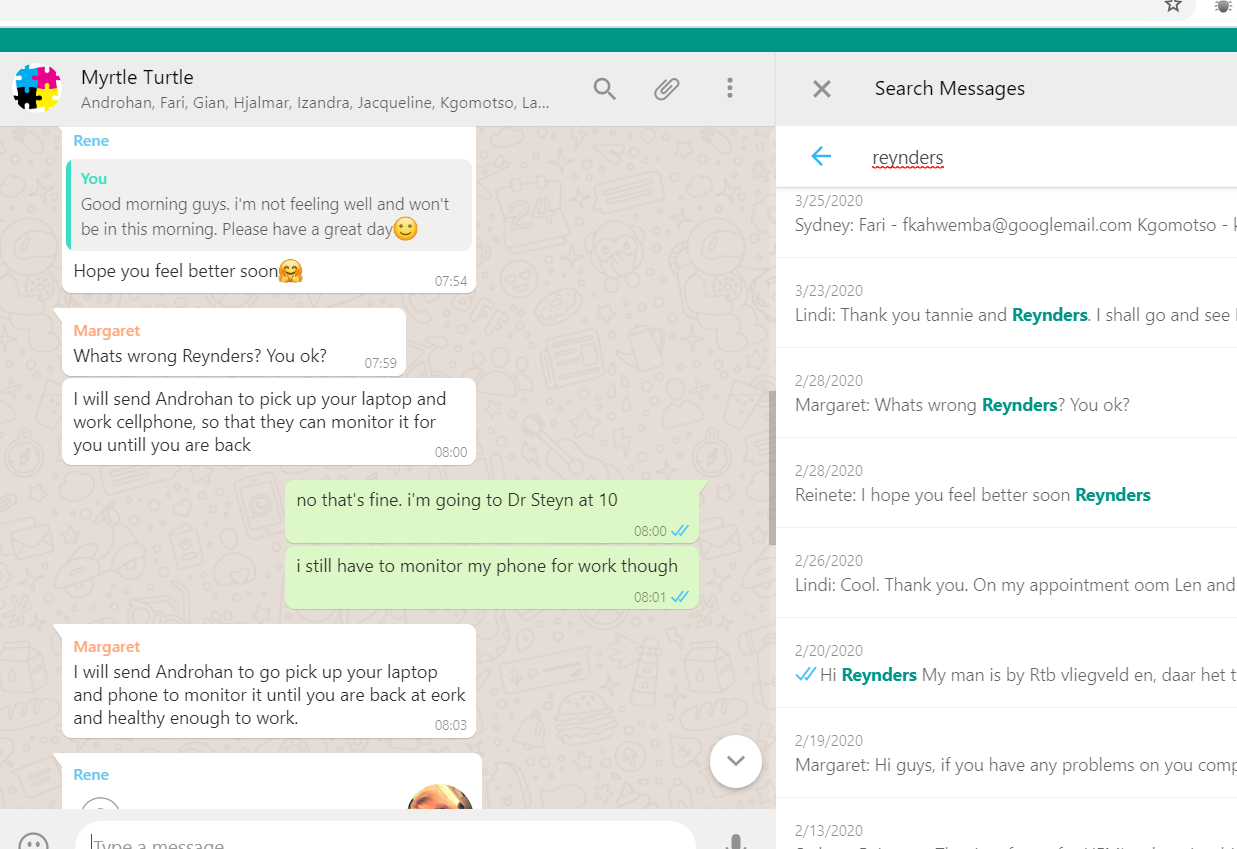 Myrtle Turtle
Androhan, Fari, Gian, Hjalmar, Izandra, Jacqueline, Kgomotso, La...
Rene
You
Good morning guys. i'm not feeling well and won't
be in this morning. Please have a great day🙂
Hope you feel better soon🤗
07:54
Margaret
Whats wrong Reynders? You ok?
07:59
I will send Androhan to pick up your laptop and
work cellphone, so that they can monitor it for
you untill you are back
08:00
no that's fine. i'm going to Dr Steyn at 10
08:00
i still have to monitor my phone for work though
08:01
Margaret
I will send Androhan to go pick up your laptop
and phone to monitor it until you are back at eork
and healthy enough to work.
08:03
Rene
Type a message
Search Messages
reynders
3/25/2020
Sydney: Fari - fkahwemba@googlemail.com Kgomotso - k
3/23/2020
Lindi: Thank you tannie and Reynders. I shall go and see
2/28/2020
Margaret: Whats wrong Reynders? You ok?
2/28/2020
Reinete: I hope you feel better soon Reynders
2/26/2020
Lindi: Cool. Thank you. On my appointment oom Len and
2/20/2020
Hi Reynders My man is by Rtb vliegveld en, daar het t
2/19/2020
Margaret: Hi guys, if you have any problems on you comp
2/13/2020